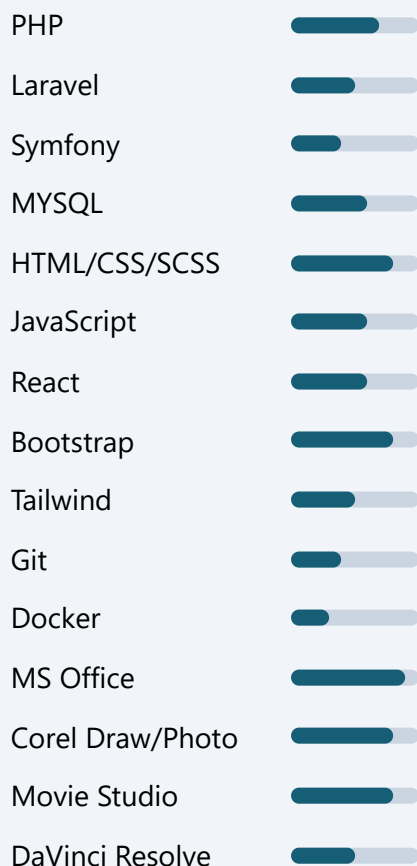 PHP
Laravel
Symfony
MYSQL
HTML/CSS/SCSS
JavaScript
React
Bootstrap
Tailwind
Git
Docker
MS Office
Corel Draw/Photo
Movie Studio
DaVinci Resolve